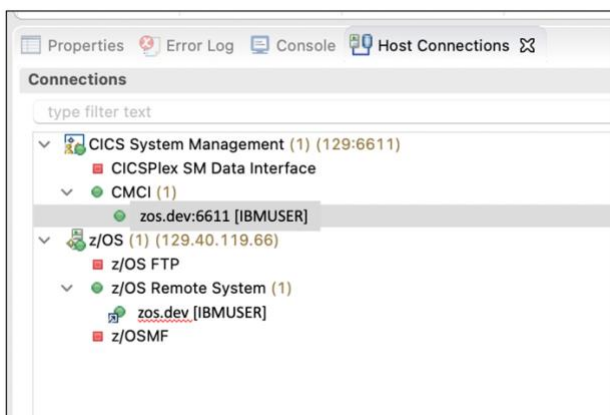 Properties Error Log Console Host Connections
Connections
type filter text
CICS System Management (1) (129:6611)
CICSPlex SM Data Interface
CMCI (1)
zos.dev:6611 [IBMUSER]
z/OS (1) (129.40.119.66)
z/OS FTP
z/OS Remote System (1)
zos.dev [IBMUSER]
z/OSMF